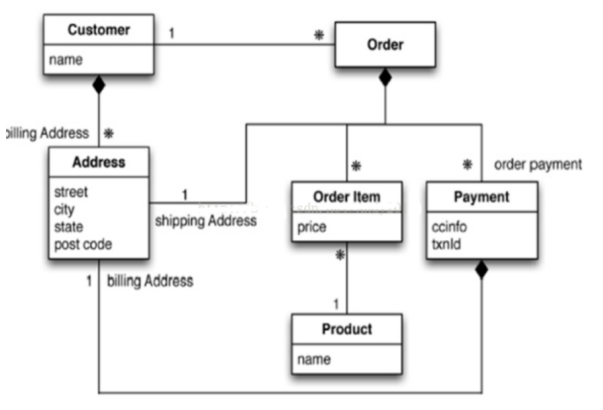 Customer
name
1
*
Order
billing Address
*
Address
street
city
state
post code
1
shipping Address
*
Order Item
price
*
order payment
Payment
ccinfo
txnId
1
billing Address
*
1
Product
name